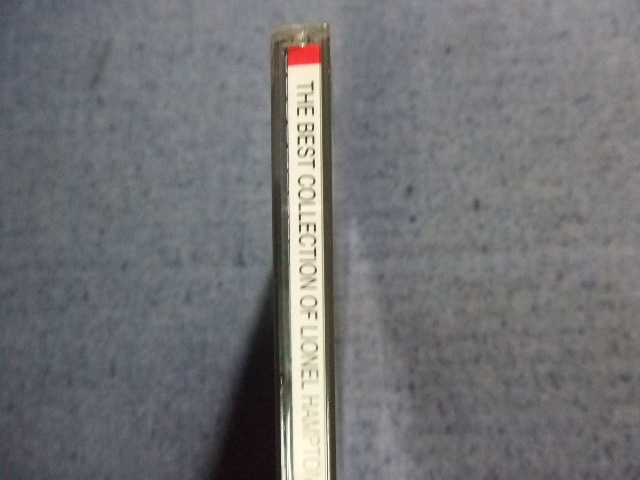 THE BEST COLLECTION OF LIONEL HAMPTON